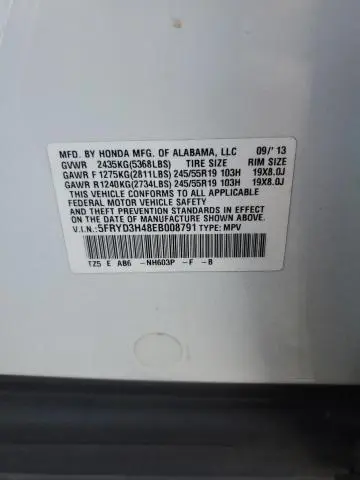 MFD. BY HONDA MFG. OF ALABAMA, LLC 09/'13
GVWR 2435KG(5368LBS) TIRE SIZE RIM SIZE
GAWR F 1275KG(2811LBS) 245/55R19 103H 19X8.0J
GAWR R 1240KG(2734LBS) 245/55R19 103H 19X8.0J
THIS VEHICLE CONFORMS TO ALL APPLICABLE
FEDERAL MOTOR VEHICLE SAFETY STANDARDS IN EFFECT ON THE
DATE OF MANUFACTURE SHOWN ABOVE.
V.I.N.:5FRYD3H48EB008791 TYPE: MPV
TZ5 E AB6 -NH603P -F -B